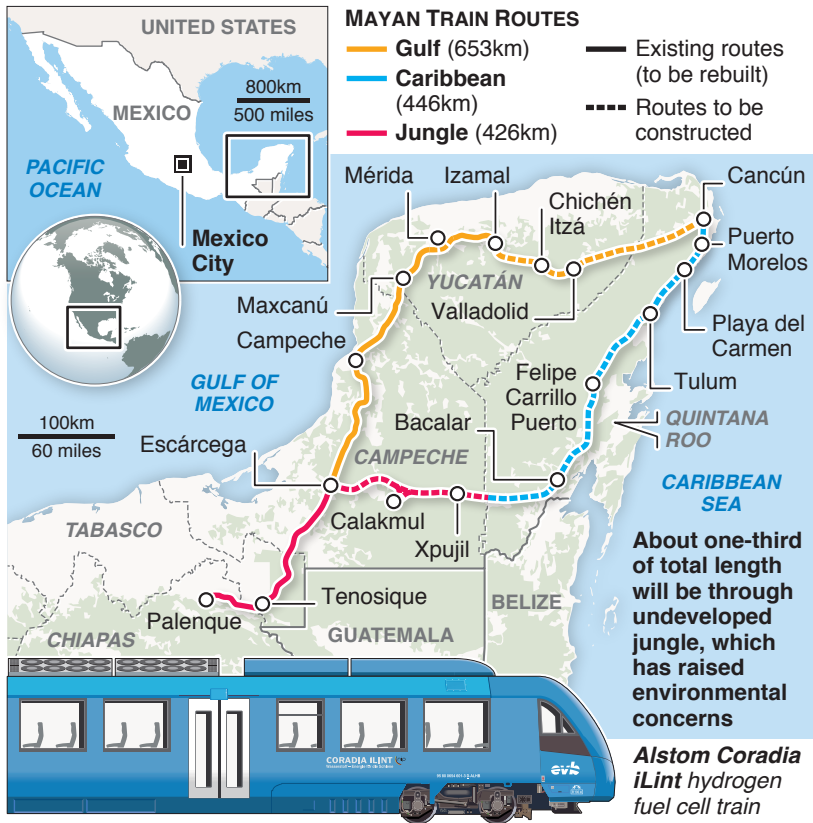 MAYAN TRAIN ROUTES
Gulf (653km)
Caribbean
(446km)
Jungle (426km)
Existing routes
(to be rebuilt)
Routes to be
constructed
UNITED STATES
800km
500 miles
MEXICO
PACIFIC
OCEAN
Mexico
City
Mérida
Izamal
Chichén
Itzá
Cancún
Puerto
Morelos
YUCATÁN
Maxcanú
Valladolid
Playa del
Carmen
Campeche
GULF OF
MEXICO
Felipe
Carrillo
Puerto
Tulum
100km
60 miles
Bacalar
QUINTANA
ROO
Escárcega
CAMPECHE
CARIBBEAN
SEA
Calakmul
TABASCO
Xpujil
About one-third
of total length
will be through
undeveloped
jungle, which
has raised
environmental
concerns
Tenosique
BELIZE
Palenque
CHIAPAS
GUATEMALA
CORADIA iLINT
evb
Alstom Coradia
iLint hydrogen
fuel cell train